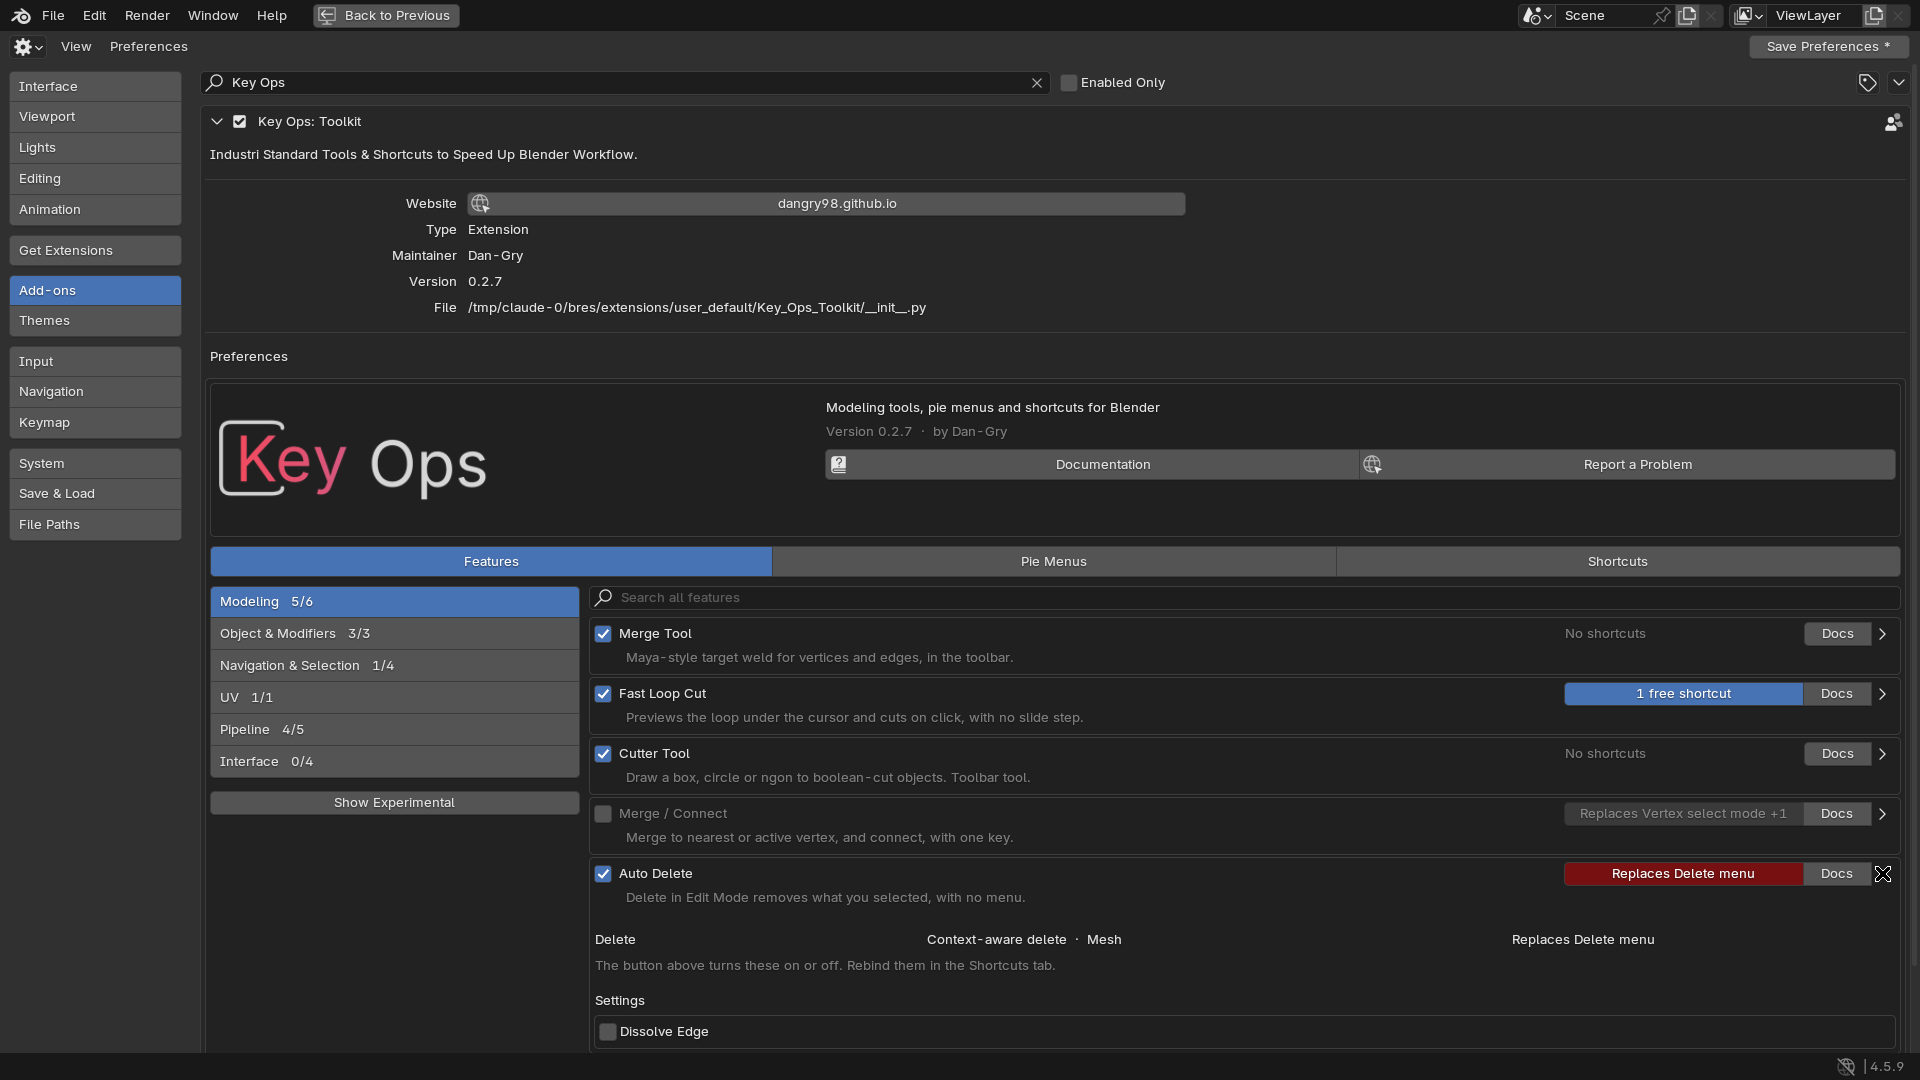 File Edit Render Window Help Back to Previous Scene ViewLayer
View Preferences Save Preferences *
Interface
Viewport
Lights
Editing
Animation
Get Extensions
Add-ons
Themes
Input
Navigation
Keymap
System
Save & Load
File Paths
Key Ops Enabled Only
Key Ops: Toolkit
Industri Standard Tools & Shortcuts to Speed Up Blender Workflow.
Website dangry98.github.io
Type Extension
Maintainer Dan-Gry
Version 0.2.7
File /tmp/claude-0/bres/extensions/user_default/Key_Ops_Toolkit/__init__.py
Preferences
Key Ops
Modeling tools, pie menus and shortcuts for Blender
Version 0.2.7 · by Dan-Gry
Documentation Report a Problem
Features Pie Menus Shortcuts
Modeling 5/6
Object & Modifiers 3/3
Navigation & Selection 1/4
UV 1/1
Pipeline 4/5
Interface 0/4
Show Experimental
Search all features
Merge Tool No shortcuts Docs
Maya-style target weld for vertices and edges, in the toolbar.
Fast Loop Cut 1 free shortcut Docs
Previews the loop under the cursor and cuts on click, with no slide step.
Cutter Tool No shortcuts Docs
Draw a box, circle or ngon to boolean-cut objects. Toolbar tool.
Merge / Connect Replaces Vertex select mode +1 Docs
Merge to nearest or active vertex, and connect, with one key.
Auto Delete Replaces Delete menu Docs
Delete in Edit Mode removes what you selected, with no menu.
Delete Context-aware delete · Mesh Replaces Delete menu
The button above turns these on or off. Rebind them in the Shortcuts tab.
Settings
Dissolve Edge
4.5.9